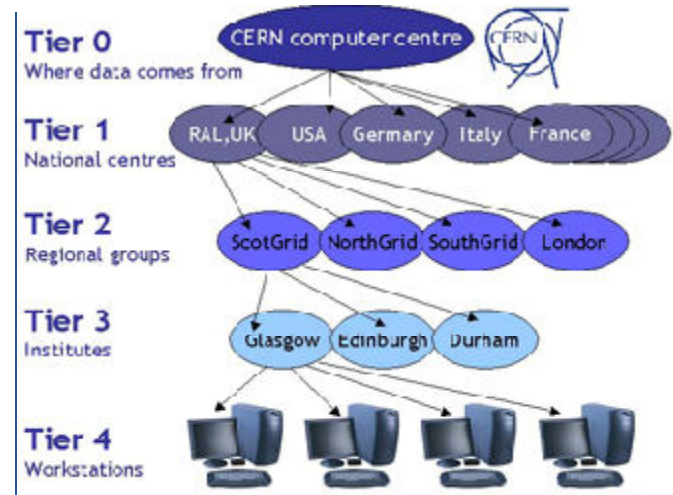 Tier 0
Where data comes from
CERN computer centre
CERN
Tier 1
National centres
RAL,UK
USA
Germany
Italy
France
Tier 2
Regional groups
ScotGrid
NorthGrid
SouthGrid
London
Tier 3
Institutes
Glasgow
Edinburgh
Durham
Tier 4
Workstations